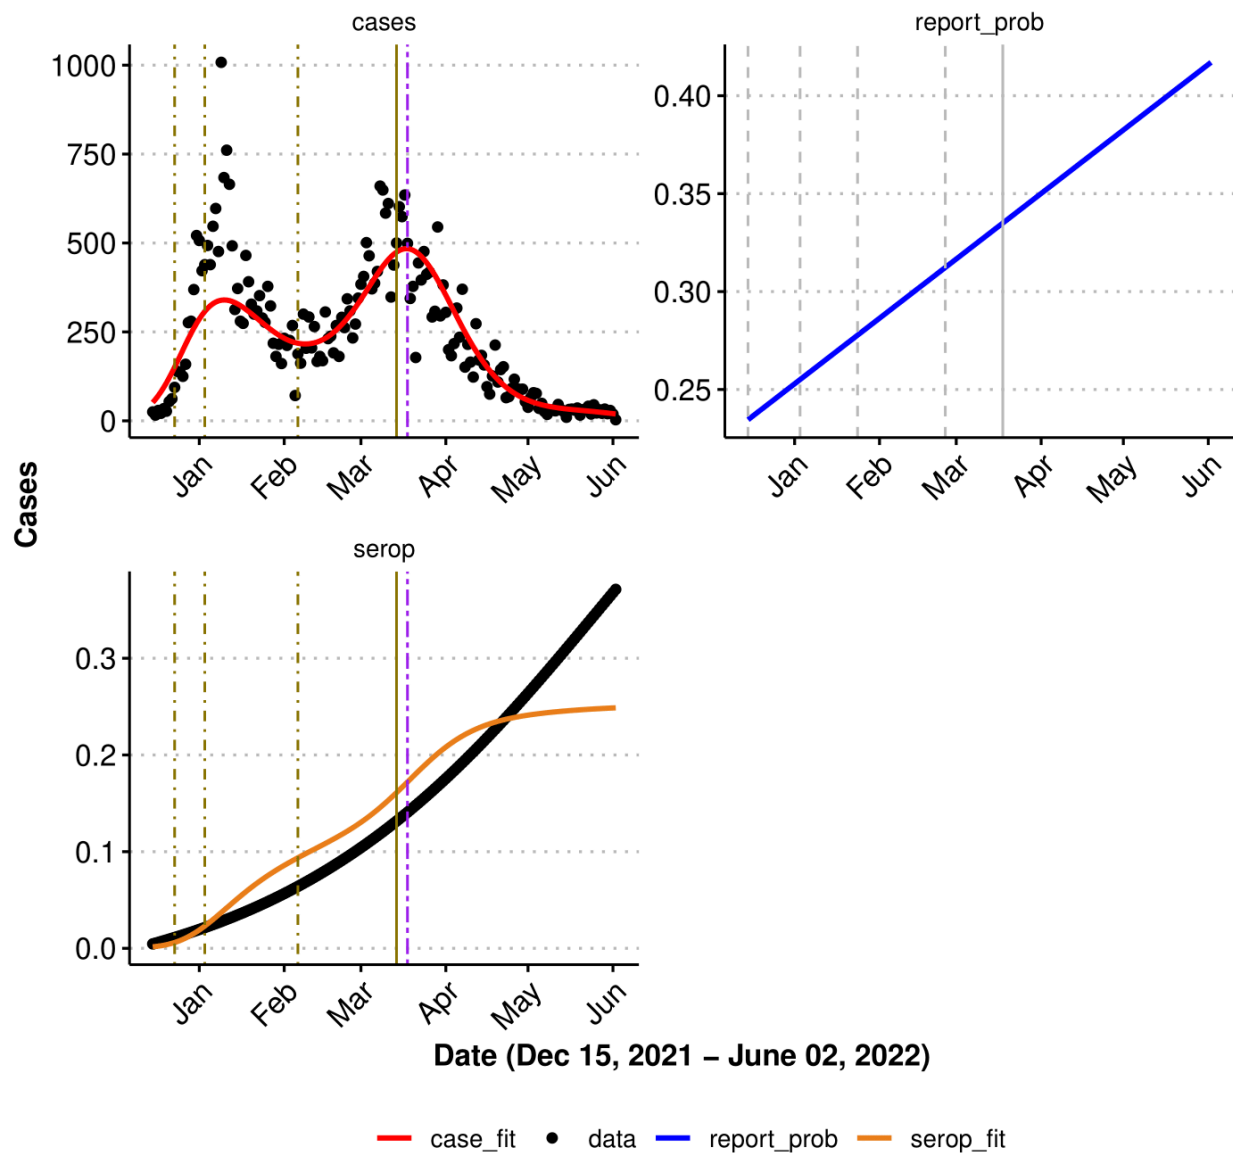 cases
1000
750
500
250
0
Jan Feb Mar Apr May Jun
report_prob
0.40
0.35
0.30
0.25
Jan Feb Mar Apr May Jun
Cases
serop
0.3
0.2
0.1
0.0
Jan Feb Mar Apr May Jun
Date (Dec 15, 2021 – June 02, 2022)
case_fit data report_prob serop_fit